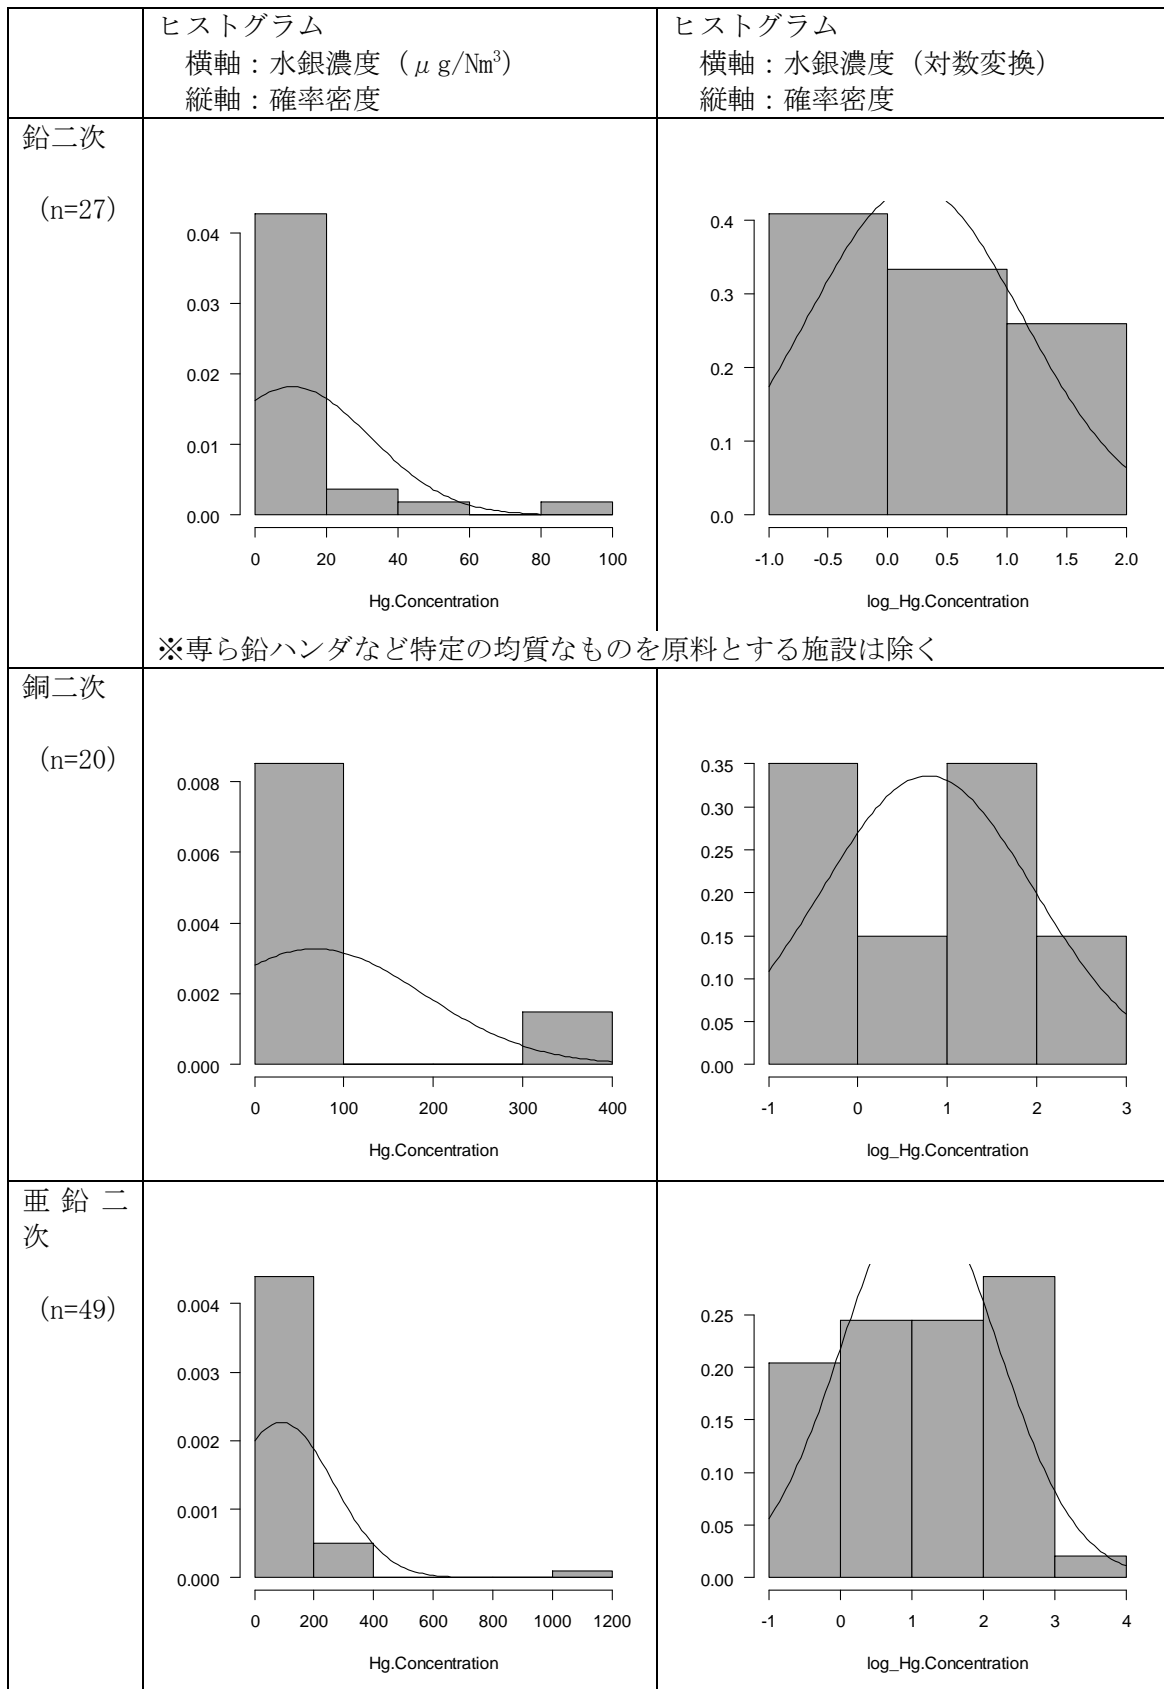 ヒストグラム
横軸：水銀濃度（μg/Nm³）
縦軸：確率密度
ヒストグラム
横軸：水銀濃度（対数変換）
縦軸：確率密度
鉛二次
(n=27)
0.04
0.03
0.02
0.01
0.00
0 20 40 60 80 100
Hg.Concentration
0.4
0.3
0.2
0.1
0.0
-1.0 -0.5 0.0 0.5 1.0 1.5 2.0
log_Hg.Concentration
※専ら鉛ハンダなど特定の均質なものを原料とする施設は除く
銅二次
(n=20)
0.008
0.006
0.004
0.002
0.000
0 100 200 300 400
Hg.Concentration
0.35
0.30
0.25
0.20
0.15
0.10
0.05
0.00
-1 0 1 2 3
log_Hg.Concentration
亜鉛二
次
(n=49)
0.004
0.003
0.002
0.001
0.000
0 200 400 600 800 1000 1200
Hg.Concentration
0.25
0.20
0.15
0.10
0.05
0.00
-1 0 1 2 3 4
log_Hg.Concentration